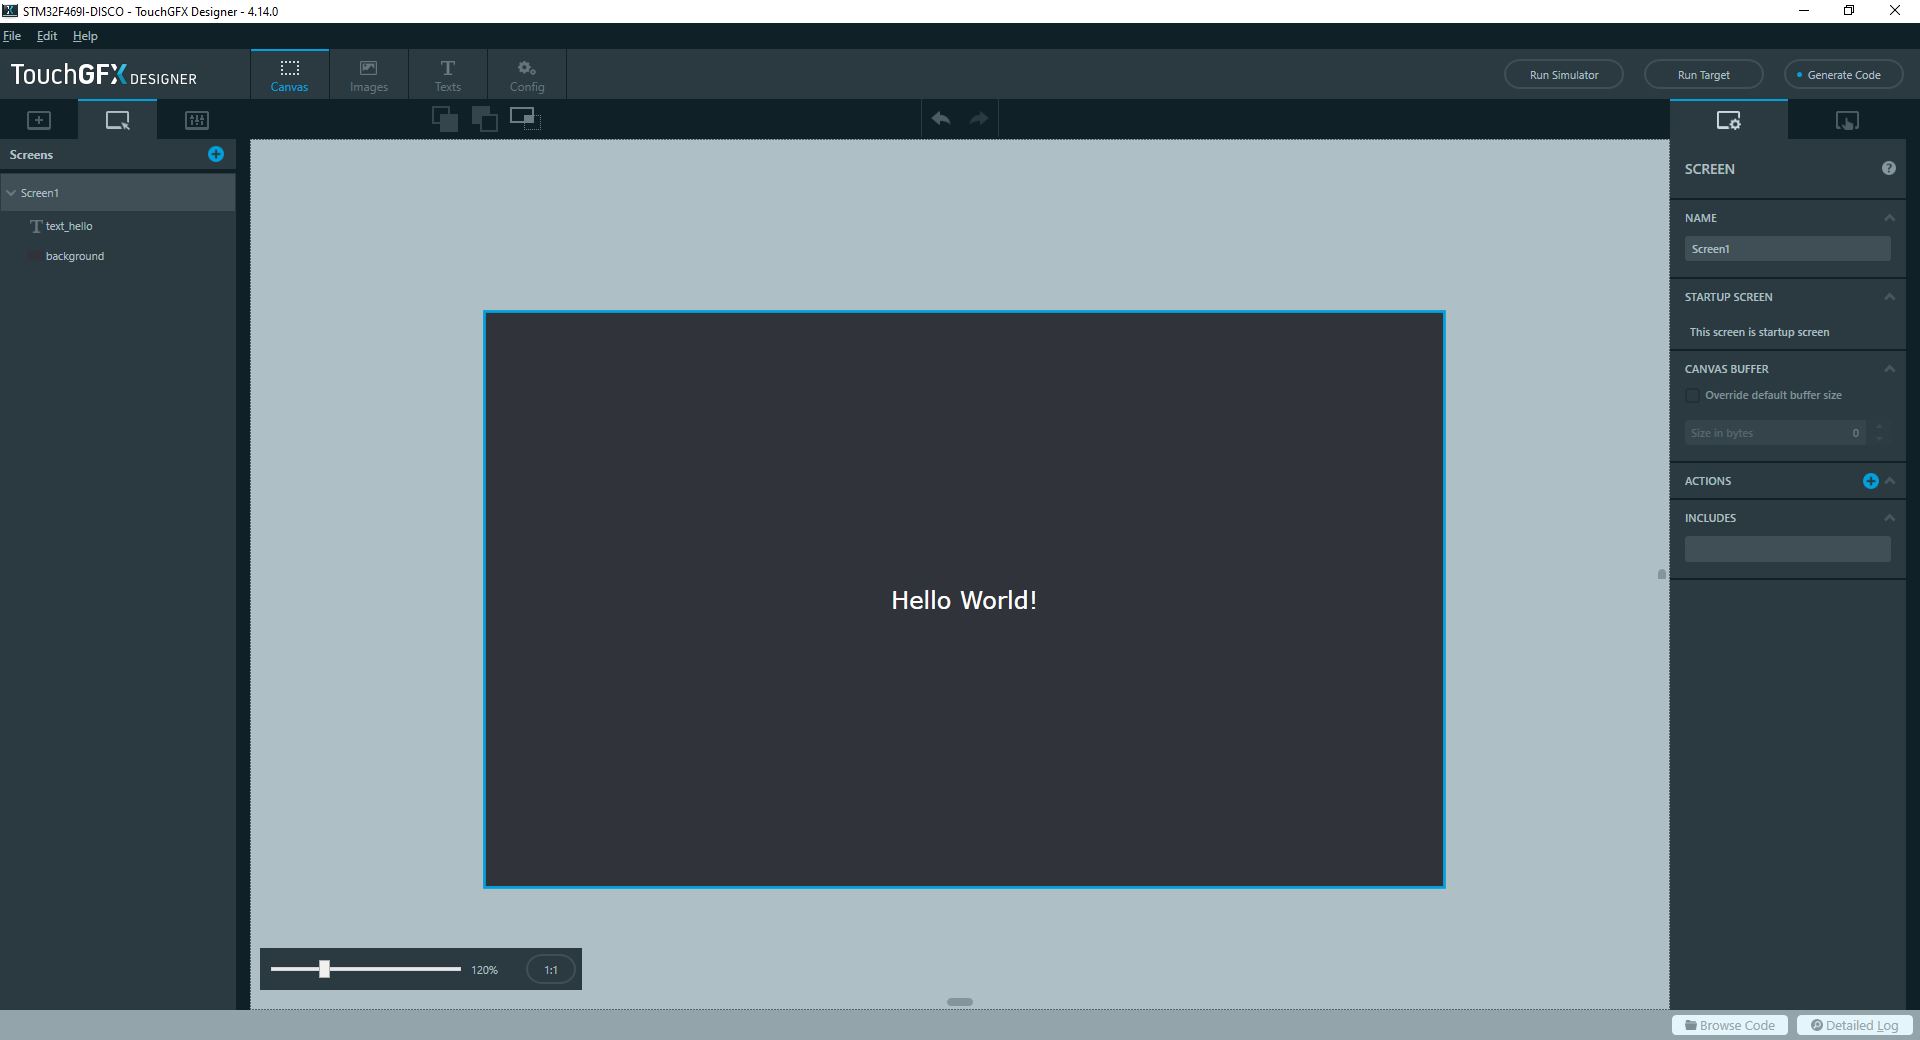 STM32F469I-DISCO - TouchGFX Designer - 4.14.0
File Edit Help
TouchGFX DESIGNER
Canvas
Images
Texts
Config
Run Simulator
Run Target
Generate Code
Screens
Screen1
text_hello
background
Hello World!
120%
1:1
SCREEN
NAME
Screen1
STARTUP SCREEN
This screen is startup screen
CANVAS BUFFER
Override default buffer size
Size in bytes 0
ACTIONS
INCLUDES
Browse Code
Detailed Log